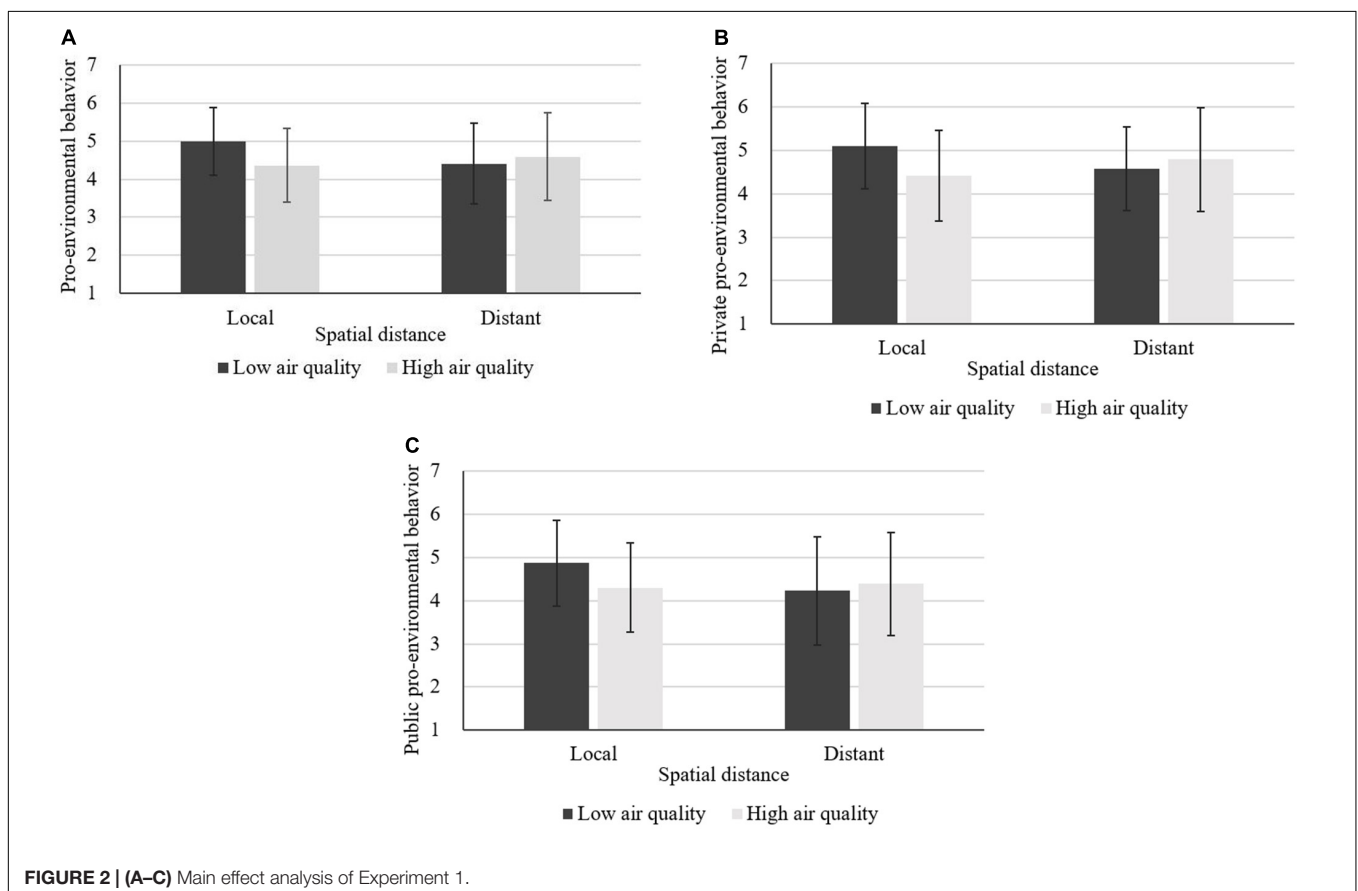 A
Pro-environmental behavior
7
6
5
4
3
2
1
Local
Distant
Spatial distance
Low air quality
High air quality
B
Private pro-environmental behavior
7
6
5
4
3
2
1
Local
Distant
Spatial distance
Low air quality
High air quality
C
Public pro-environmental behavior
7
6
5
4
3
2
1
Local
Distant
Spatial distance
Low air quality
High air quality
FIGURE 2 | (A–C) Main effect analysis of Experiment 1.